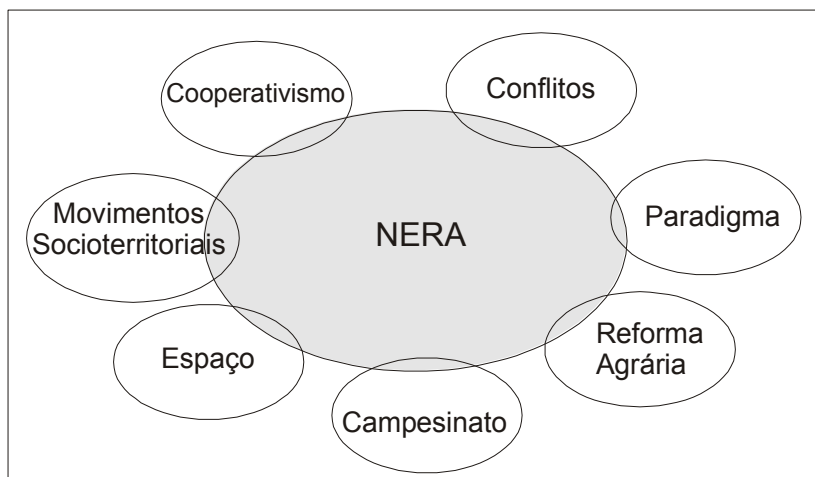 Cooperativismo
Conflitos
Movimentos
Socioterritoriais
NERA
Paradigma
Espaço
Reforma
Agrária
Campesinato